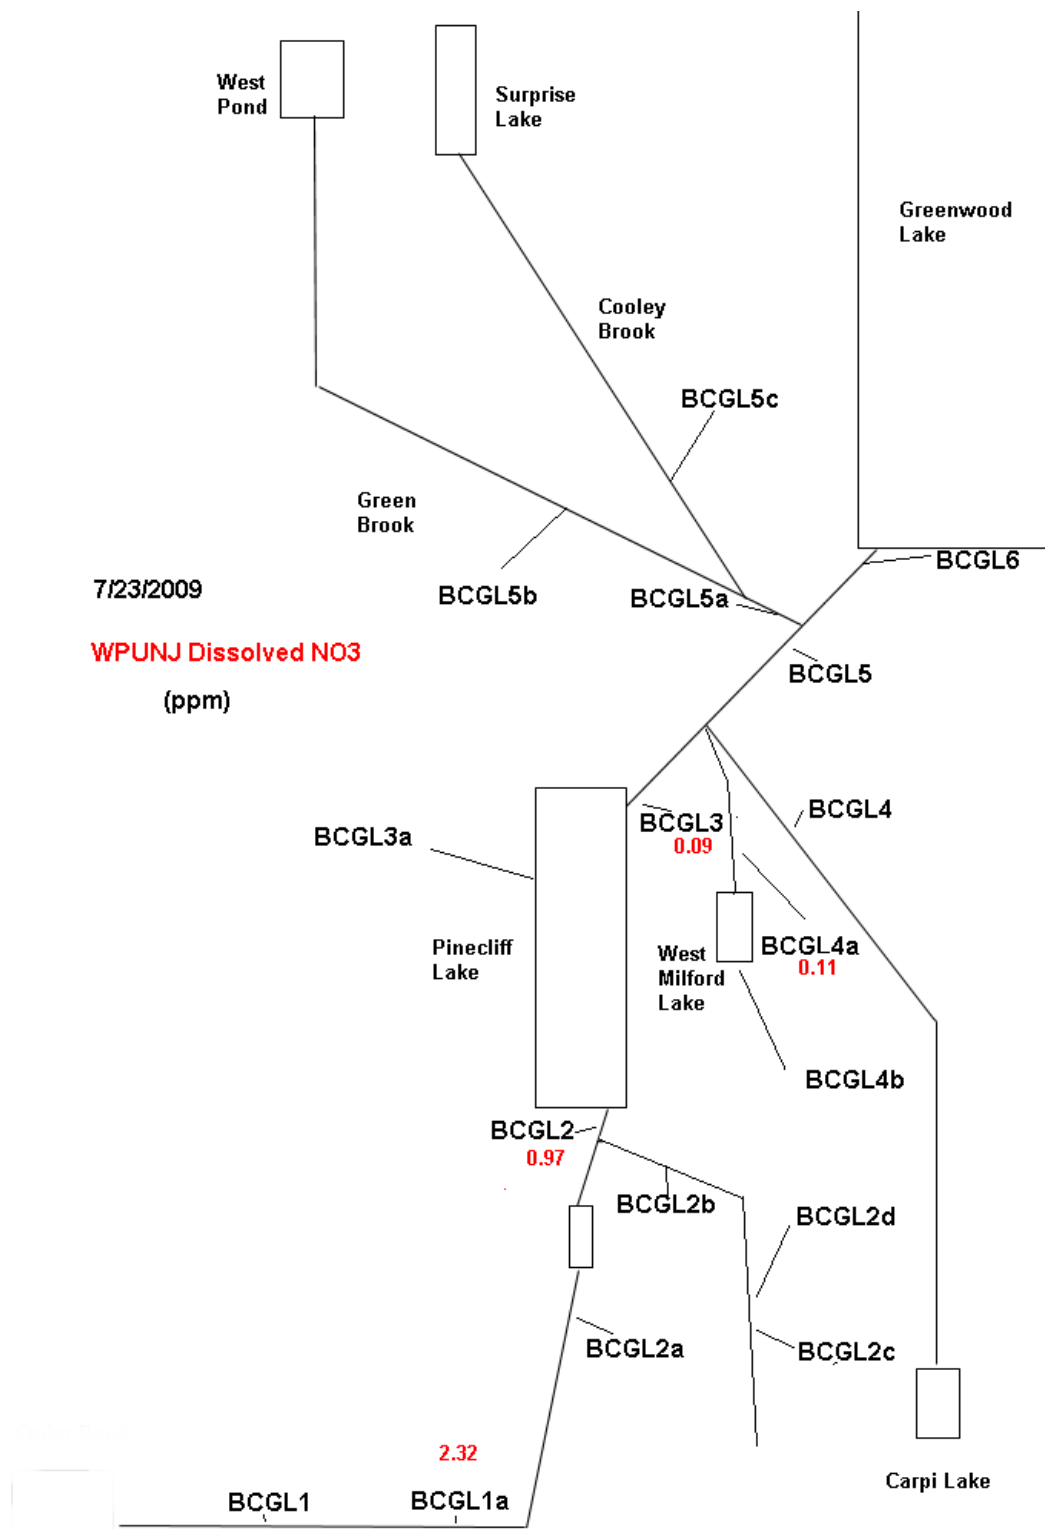 West
Pond
Surprise
Lake
Greenwood
Lake
Cooley
Brook
BCGL5c
Green
Brook
BCGL6
7/23/2009
BCGL5b
BCGL5a
WPUNJ Dissolved NO3
(ppm)
BCGL5
BCGL3a
BCGL3
0.09
BCGL4
Pinecliff
Lake
West
Milford
Lake
BCGL4a
0.11
BCGL4b
BCGL2
0.97
BCGL2b
BCGL2d
BCGL2a
BCGL2c
2.32
BCGL1
BCGL1a
Carpi Lake